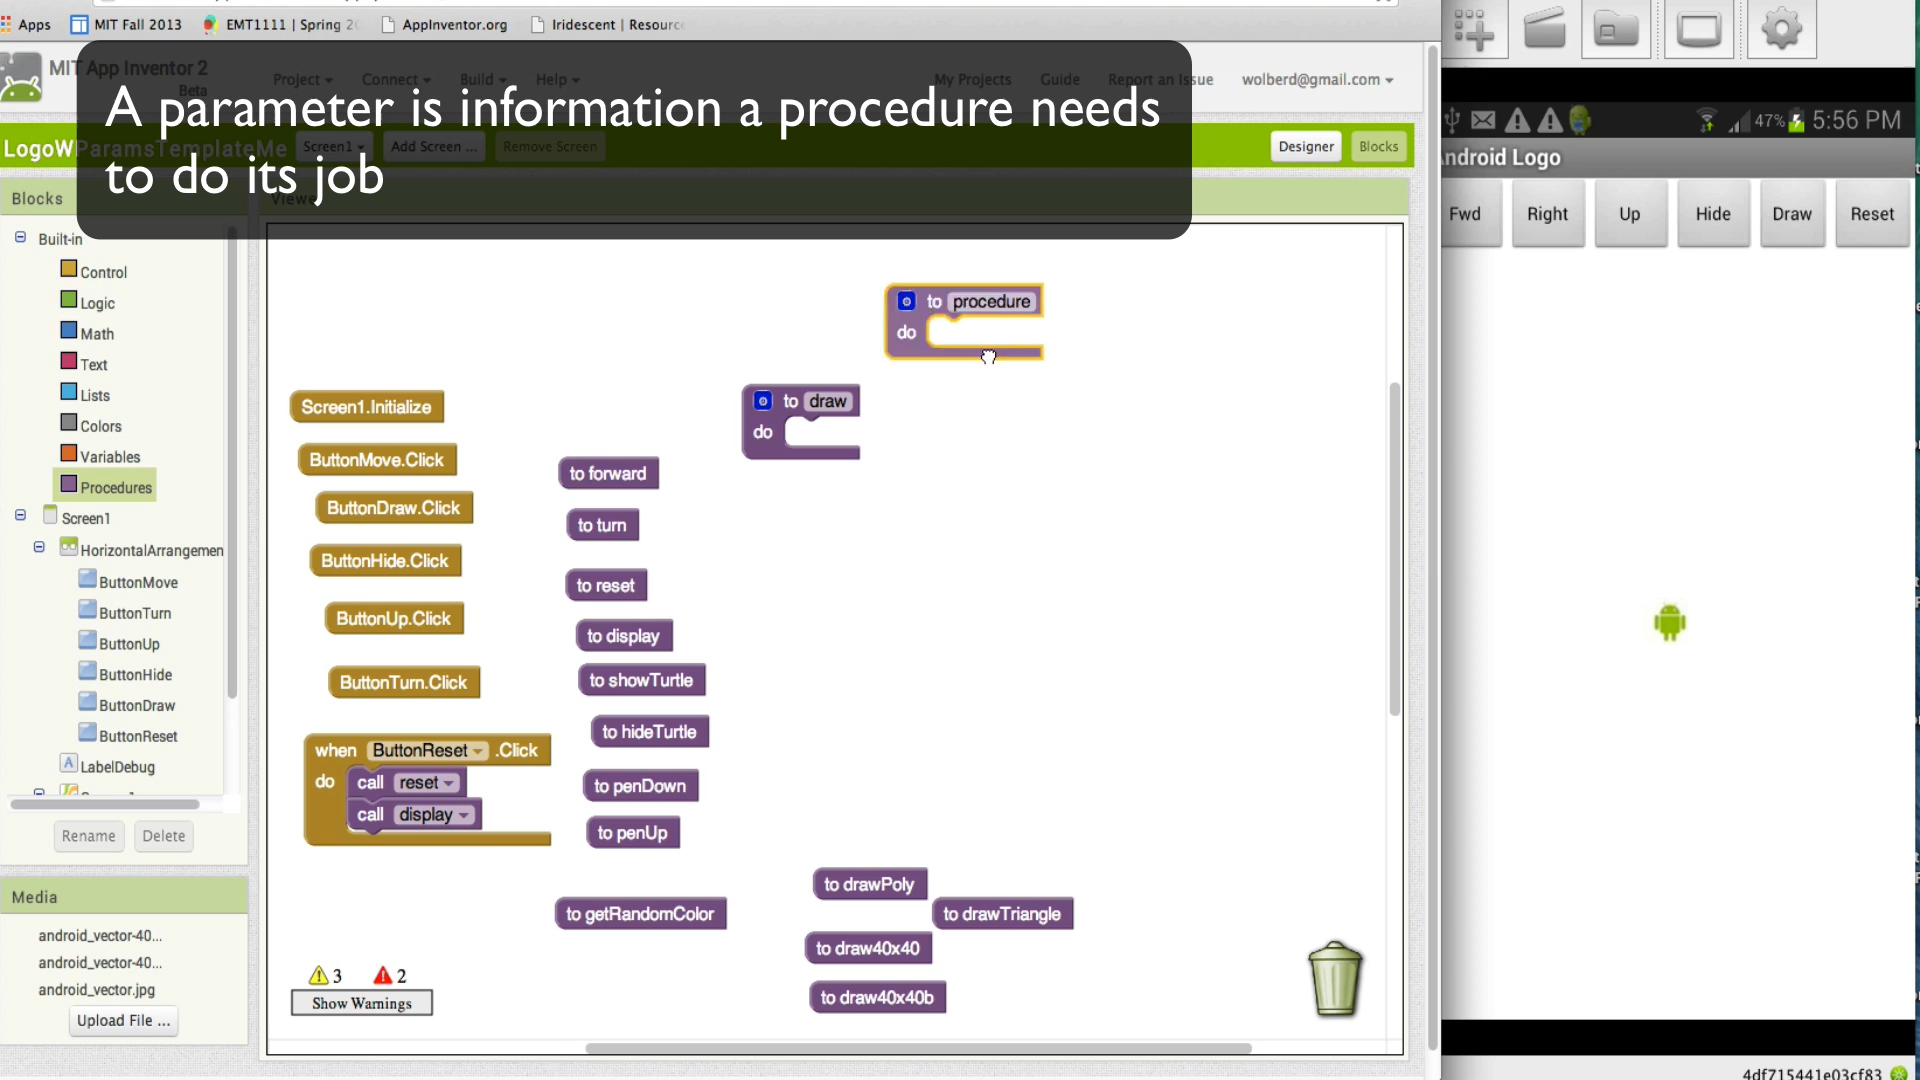 Apps MIT Fall 2013 EMT1111 | Spring 2 AppInventor.org Iridescent | Resourc
MIT App Inventor 2
Beta
Project Connect Build Help My Projects Guide Report an Issue wolberd@gmail.com
A parameter is information a procedure needs
to do its job
LogoWParamsTemplateMe Screen1 Add Screen ... Remove Screen Designer Blocks
Blocks
Viewer
Built-in
Control
Logic
Math
Text
Lists
Colors
Variables
Procedures
Screen1
HorizontalArrangemen
ButtonMove
ButtonTurn
ButtonUp
ButtonHide
ButtonDraw
ButtonReset
LabelDebug
Rename Delete
Media
android_vector-40...
android_vector-40...
android_vector.jpg
Upload File ...
to procedure
do
to draw
do
Screen1.Initialize
ButtonMove.Click
ButtonDraw.Click
ButtonHide.Click
ButtonUp.Click
ButtonTurn.Click
when ButtonReset .Click
do call reset
call display
to forward
to turn
to reset
to display
to showTurtle
to hideTurtle
to penDown
to penUp
to getRandomColor
to drawPoly
to drawTriangle
to draw40x40
to draw40x40b
3 2
Show Warnings
47% 5:56 PM
ndroid Logo
Fwd Right Up Hide Draw Reset
4df715441e03cf83